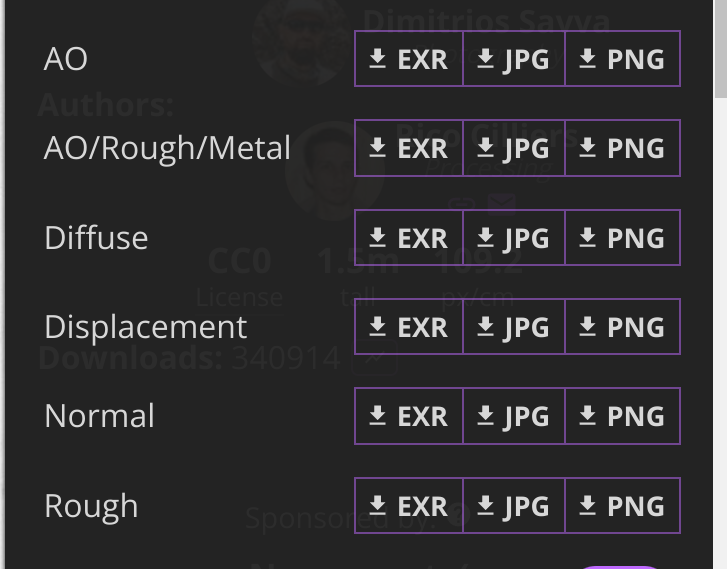 Dimitrios Savva
AO EXR JPG PNG
Authors:
Rico Cilliers
AO/Rough/Metal EXR JPG PNG
Processing
Diffuse EXR JPG PNG
CC0 1.5m 109.2
License tall px/cm
Displacement EXR JPG PNG
Downloads: 340914
Normal EXR JPG PNG
Rough EXR JPG PNG
Sponsored by: ?